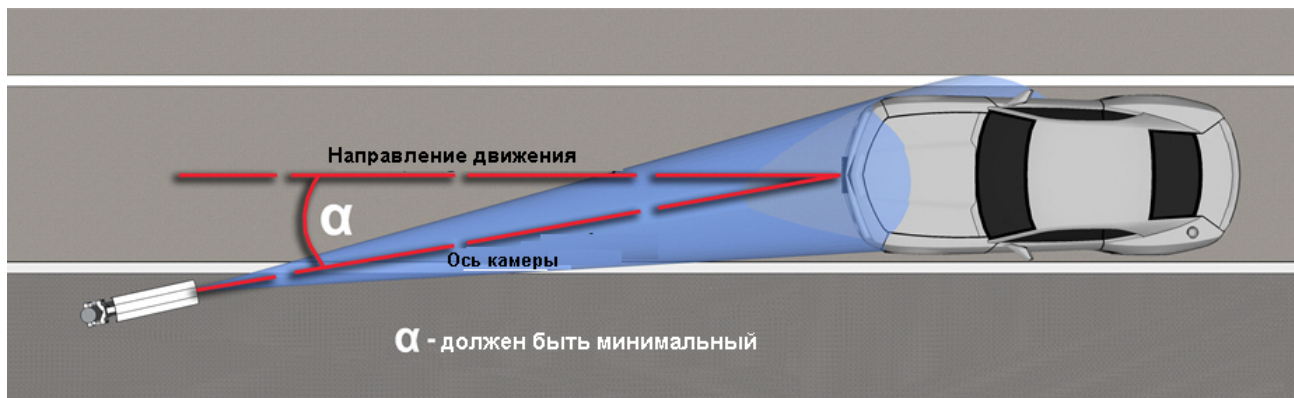 Направление движения
α
Ось камеры
α - должен быть минимальный